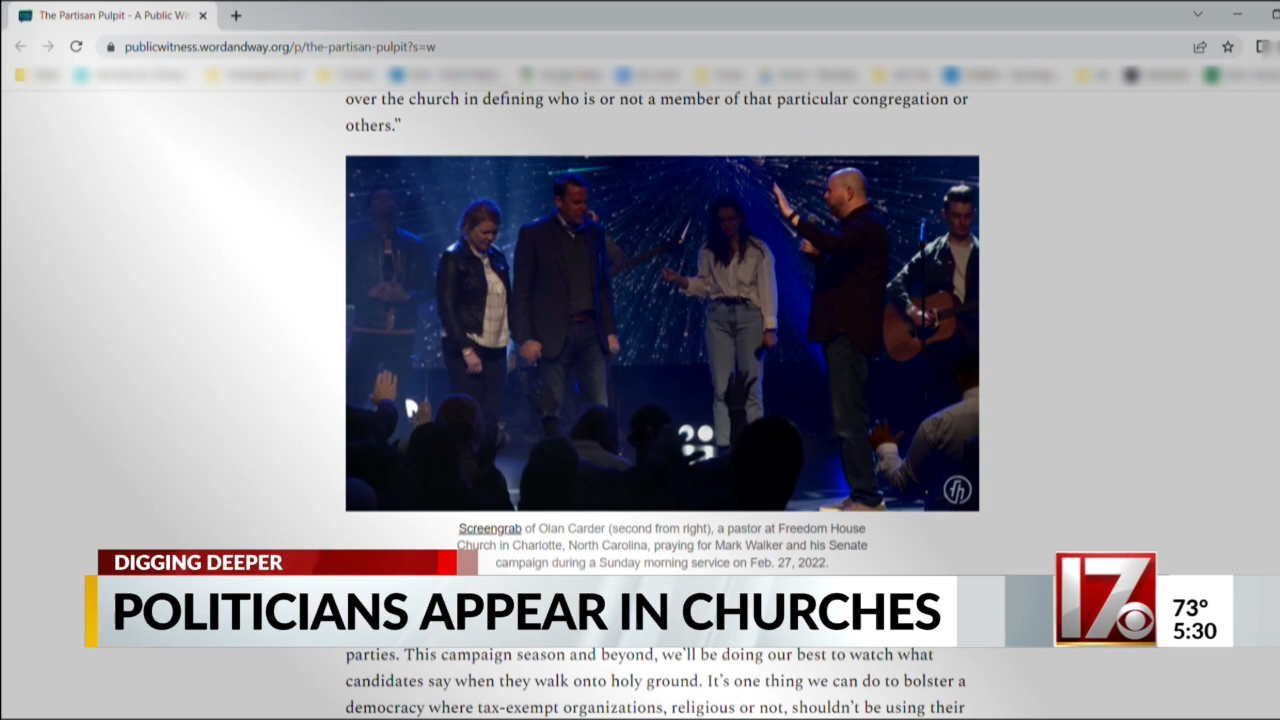 The Partisan Pulpit - A Public Wit
publicwitness.wordandway.org/p/the-partisan-pulpit?s=w
over the church in defining who is or not a member of that particular congregation or
others.”
fh
Screengrab of Olan Carder (second from right), a pastor at Freedom House
Church in Charlotte, North Carolina, praying for Mark Walker and his Senate
campaign during a Sunday morning service on Feb. 27, 2022.
DIGGING DEEPER
POLITICIANS APPEAR IN CHURCHES
17
73°
5:30
parties. This campaign season and beyond, we’ll be doing our best to watch what
candidates say when they walk onto holy ground. It’s one thing we can do to bolster a
democracy where tax-exempt organizations, religious or not, shouldn’t be using their